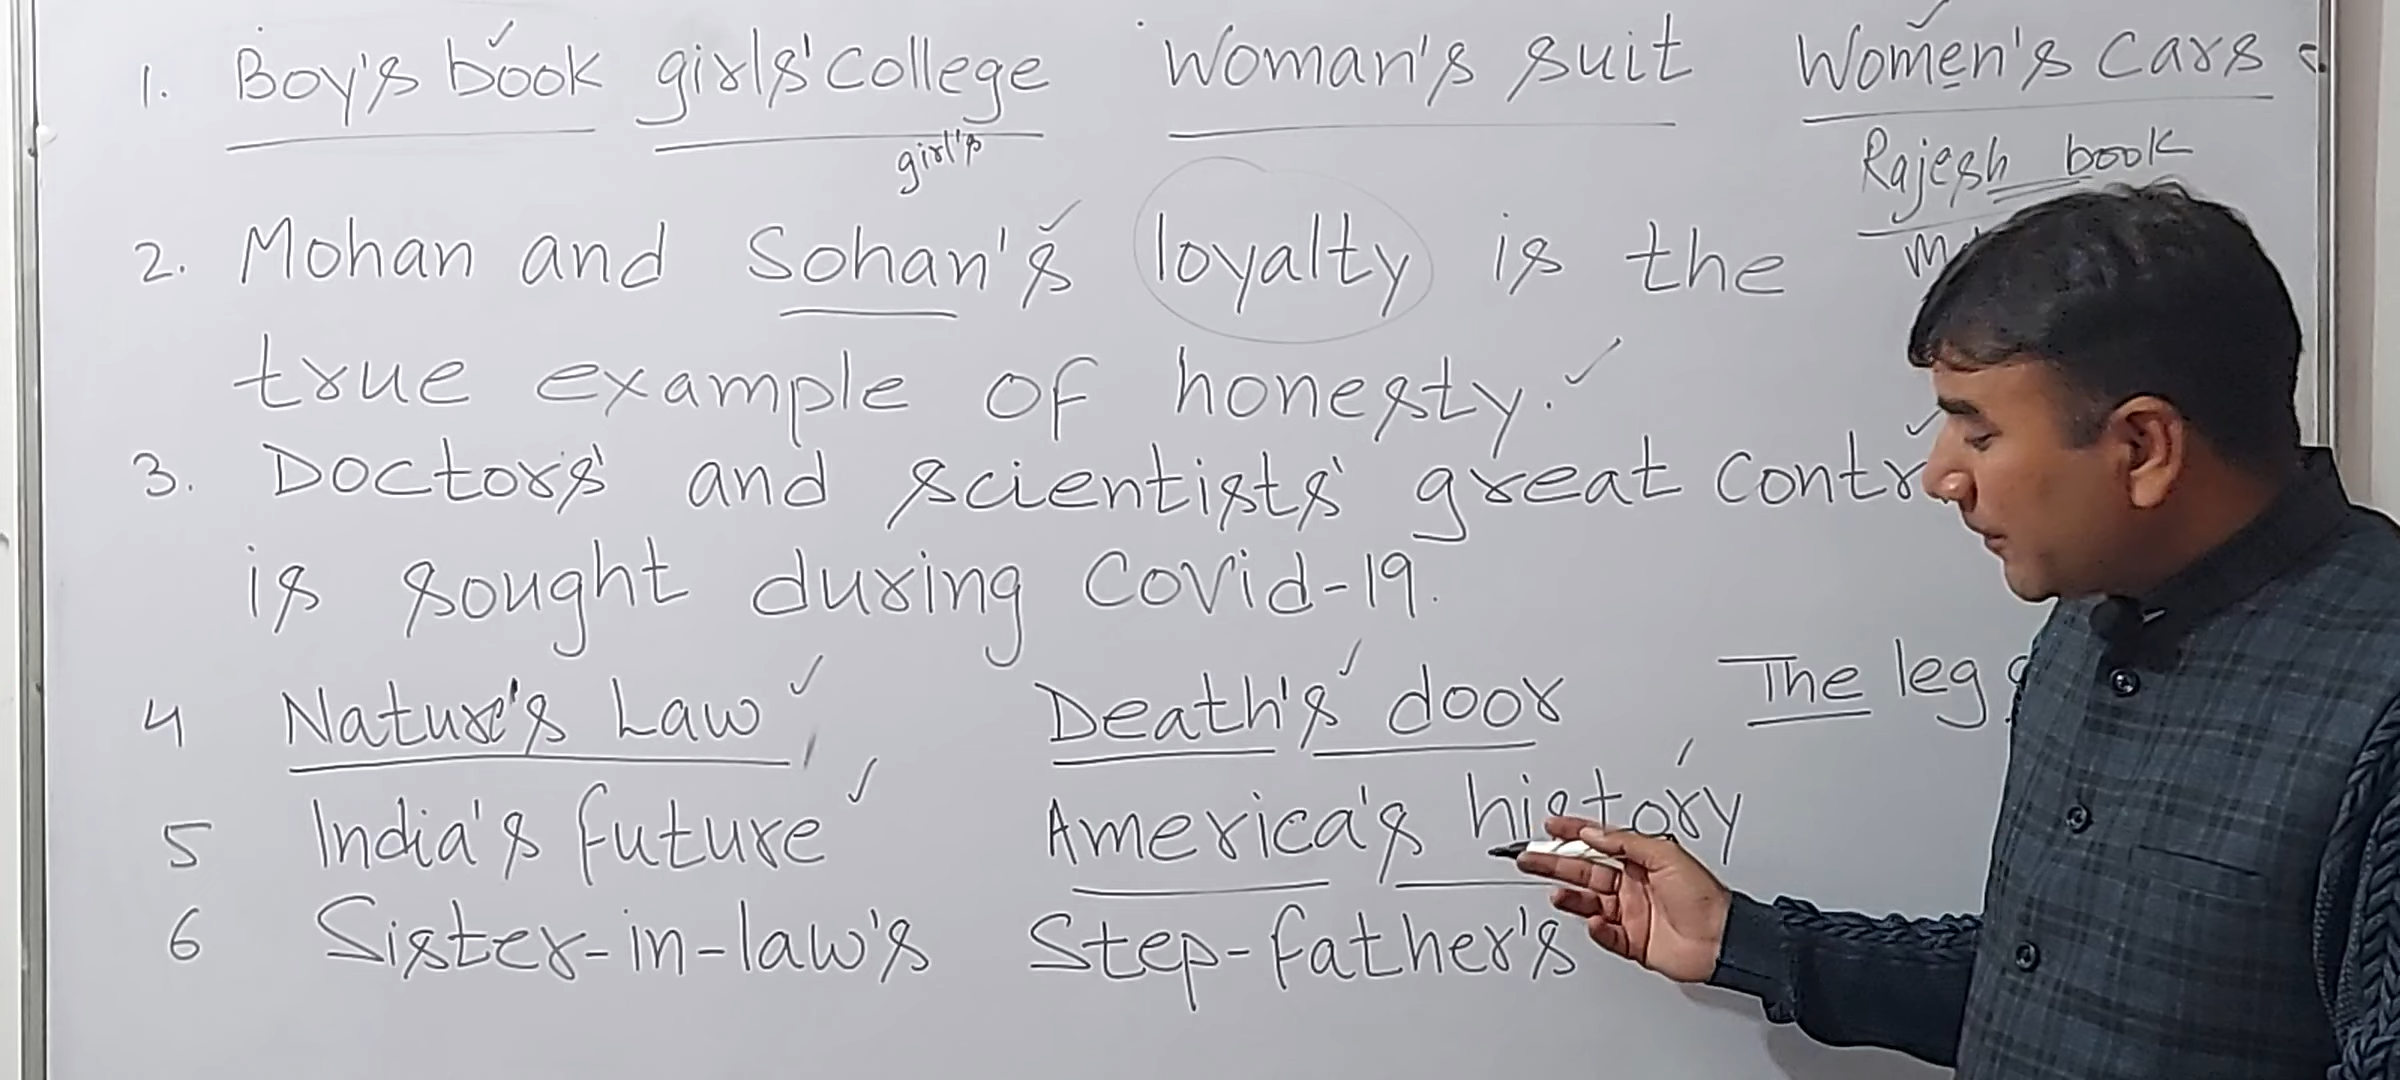 1. Boy's book girls' college Woman's suit Women's cars
girl's
Rajesh book
2. Mohan and Sohan's loyalty is the
true example of honesty.
3. Doctors' and scientists' great
is sought during Covid-19.
4 Nature's Law Death's door The leg
5 India's future America's history
6 Sister-in-law's Step-father's